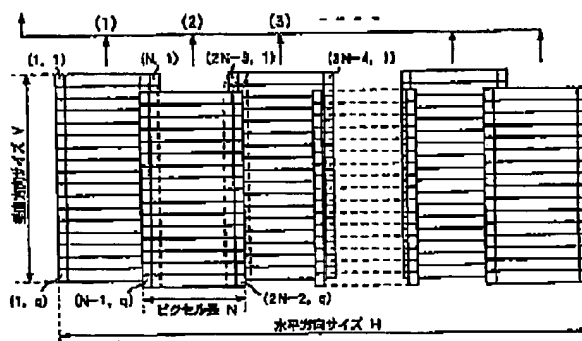 (1) (2) (3)
(1, 1) (N, 1) (2N-3, 1) (3N-4, 1)
垂直方向サイズ V
(1, q) (N-1, q) ピクセル長 N (2N-2, q)
水平方向サイズ H